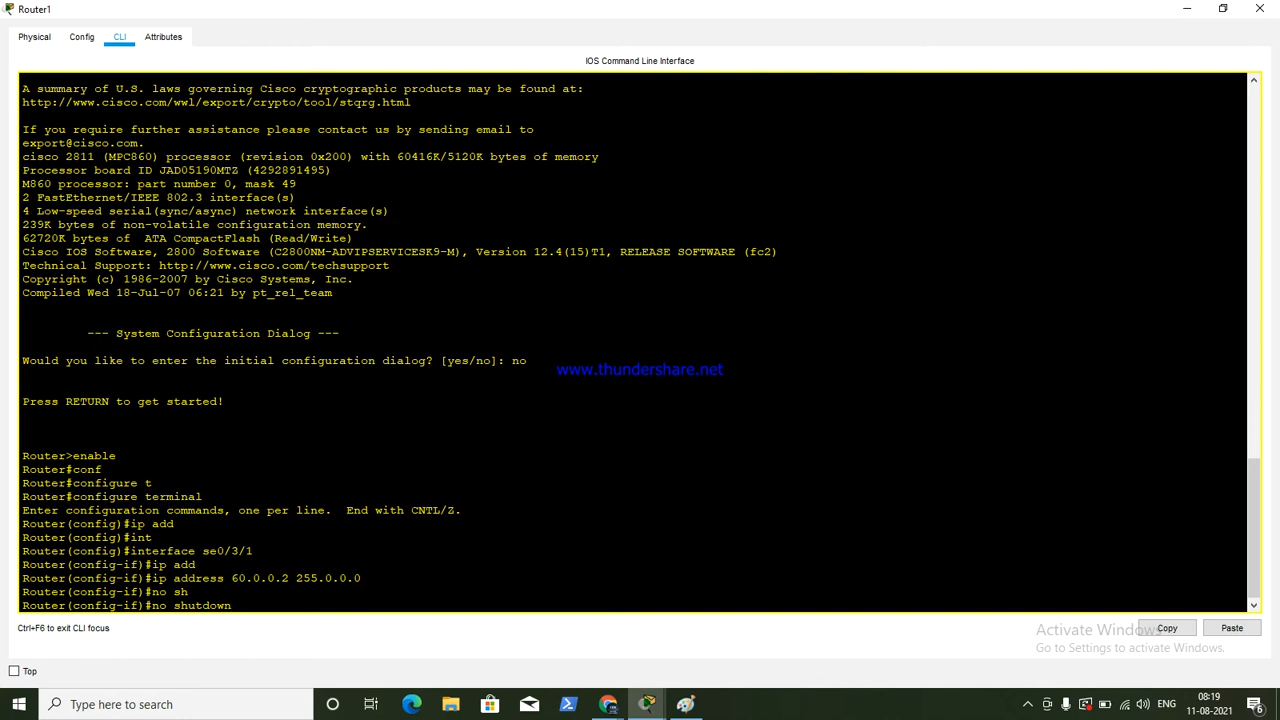 Router1
Physical Config CLI Attributes
IOS Command Line Interface
A summary of U.S. laws governing Cisco cryptographic products may be found at:
http://www.cisco.com/wwl/export/crypto/tool/stqrg.html
If you require further assistance please contact us by sending email to
export@cisco.com.
cisco 2811 (MPC860) processor (revision 0x200) with 60416K/5120K bytes of memory
Processor board ID JAD05190MTZ (4292891495)
M860 processor: part number 0, mask 49
2 FastEthernet/IEEE 802.3 interface(s)
4 Low-speed serial(sync/async) network interface(s)
239K bytes of non-volatile configuration memory.
62720K bytes of ATA CompactFlash (Read/Write)
Cisco IOS Software, 2800 Software (C2800NM-ADVIPSERVICESK9-M), Version 12.4(15)T1, RELEASE SOFTWARE (fc2)
Technical Support: http://www.cisco.com/techsupport
Copyright (c) 1986-2007 by Cisco Systems, Inc.
Compiled Wed 18-Jul-07 06:21 by pt_rel_team
--- System Configuration Dialog ---
Would you like to enter the initial configuration dialog? [yes/no]: no
www.thundershare.net
Press RETURN to get started!
Router>enable
Router#conf
Router#configure t
Router#configure terminal
Enter configuration commands, one per line. End with CNTL/Z.
Router(config)#ip add
Router(config)#int
Router(config)#interface se0/3/1
Router(config-if)#ip add
Router(config-if)#ip address 60.0.0.2 255.0.0.0
Router(config-if)#no sh
Router(config-if)#no shutdown
Ctrl+F6 to exit CLI focus
Copy Paste
Activate Windows
Go to Settings to activate Windows.
Top
Type here to search
ENG
08:19
11-08-2021
6